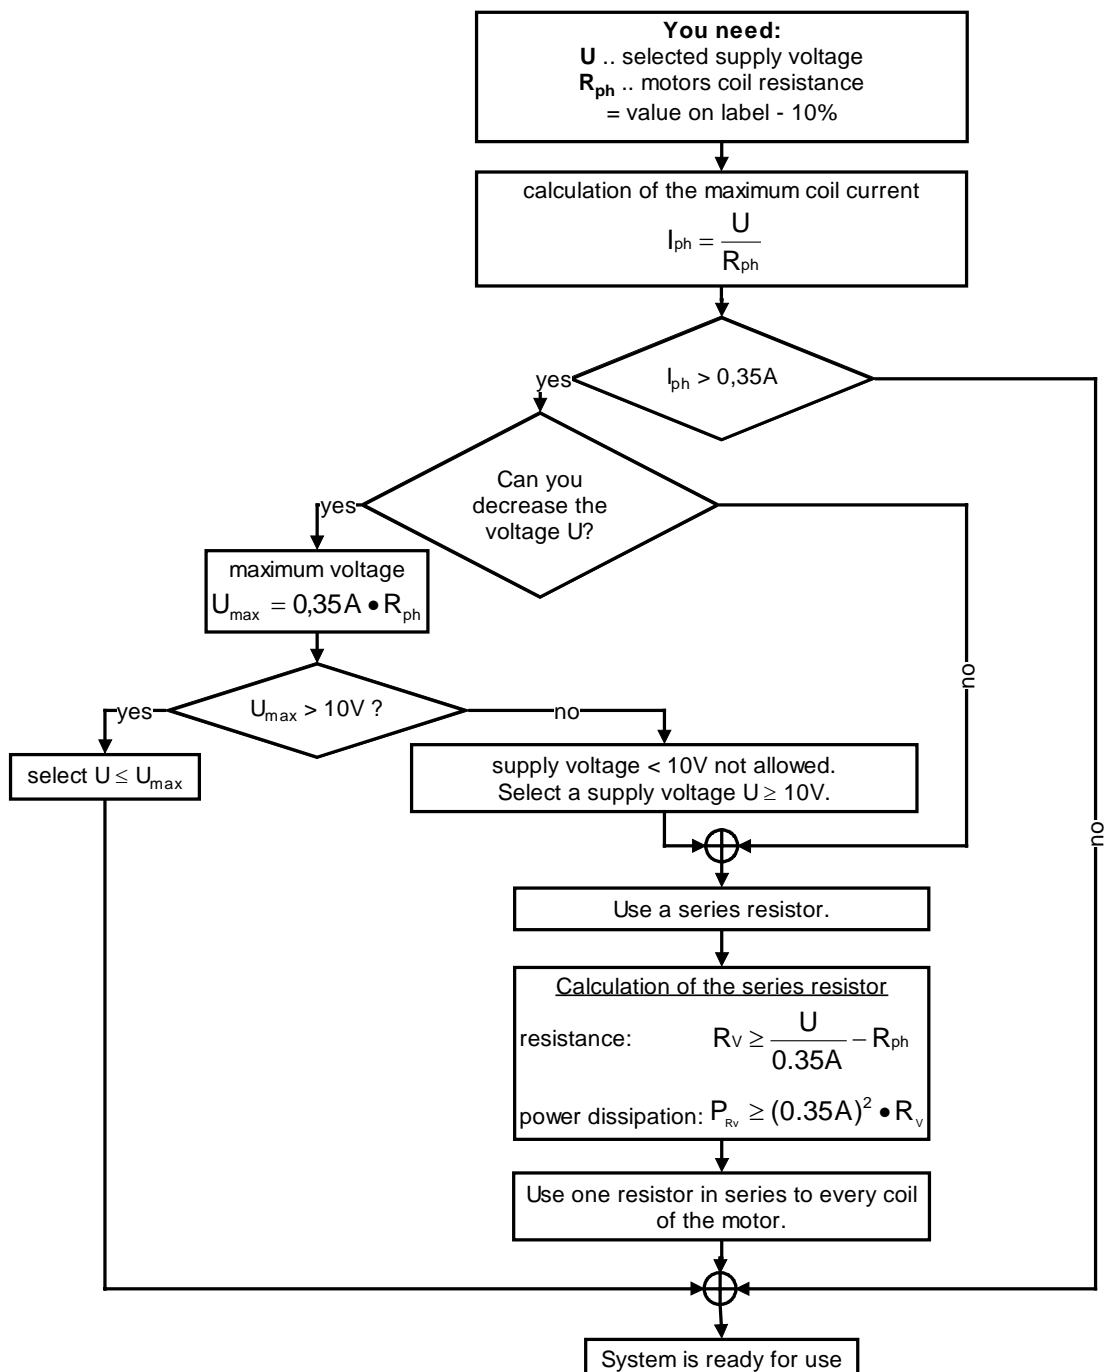 You need:
U .. selected supply voltage
Rph .. motors coil resistance
= value on label - 10%
calculation of the maximum coil current
Iph = U / Rph
Iph > 0,35A
yes
no
Can you
decrease the
voltage U?
yes
no
maximum voltage
Umax = 0,35A • Rph
Umax > 10V ?
yes
no
select U ≤ Umax
supply voltage < 10V not allowed.
Select a supply voltage U ≥ 10V.
Use a series resistor.
Calculation of the series resistor
resistance: RV ≥ U / 0.35A − Rph
power dissipation: PRv ≥ (0.35A)² • RV
Use one resistor in series to every coil
of the motor.
System is ready for use